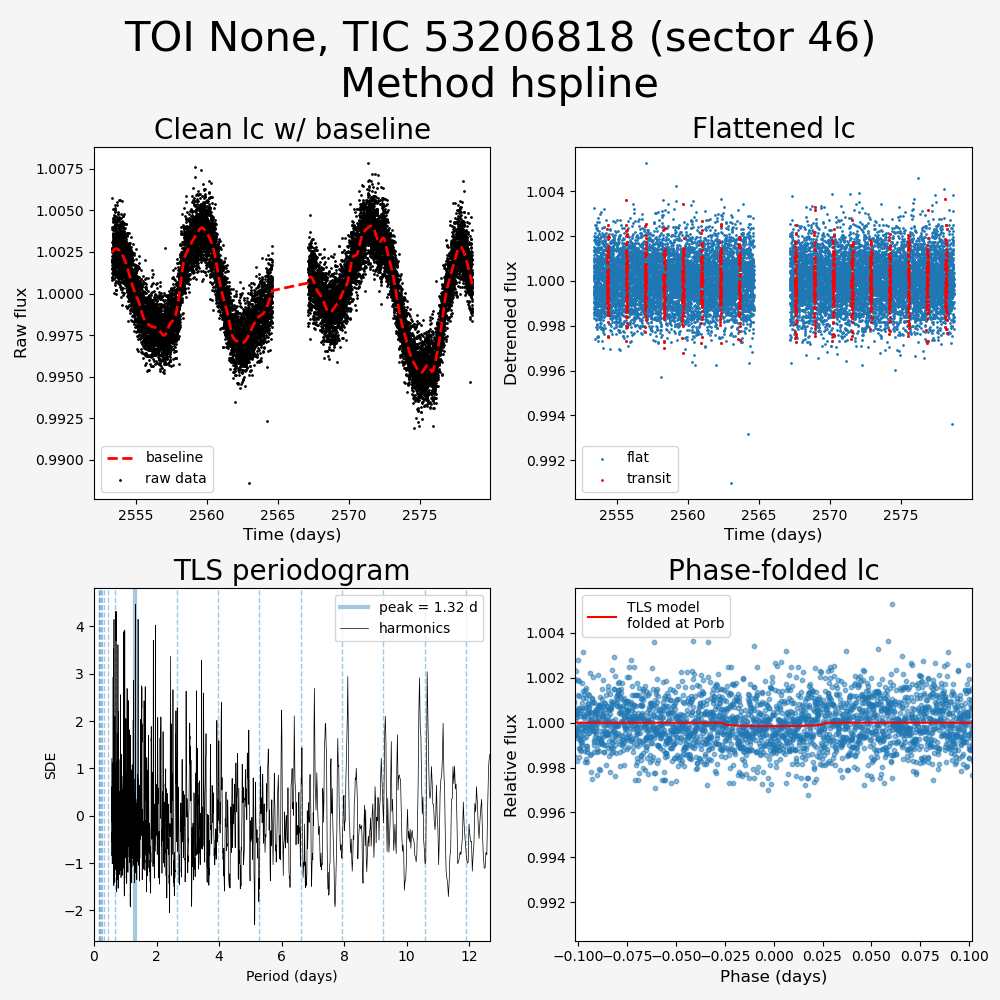 TOI None, TIC 53206818 (sector 46)
Method hspline
Clean lc w/ baseline
Raw flux
1.0075
1.0050
1.0025
1.0000
0.9975
0.9950
0.9925
0.9900
baseline
raw data
2555 2560 2565 2570 2575
Time (days)
Flattened lc
Detrended flux
1.004
1.002
1.000
0.998
0.996
0.994
0.992
flat
transit
2555 2560 2565 2570 2575
Time (days)
TLS periodogram
SDE
4
3
2
1
0
−1
−2
peak = 1.32 d
harmonics
0 2 4 6 8 10 12
Period (days)
Phase-folded lc
Relative flux
1.004
1.002
1.000
0.998
0.996
0.994
0.992
TLS model
folded at Porb
−0.100 −0.075 −0.050 −0.025 0.000 0.025 0.050 0.075 0.100
Phase (days)